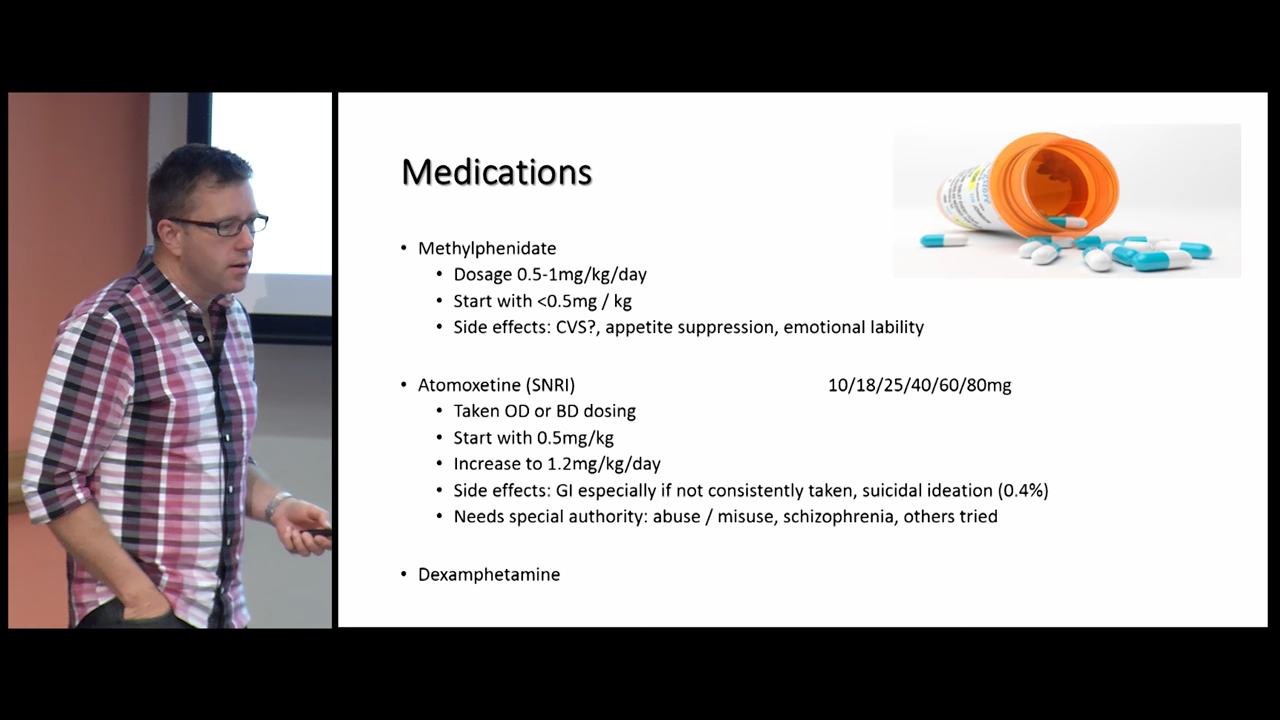 Medications
• Methylphenidate
• Dosage 0.5-1mg/kg/day
• Start with <0.5mg / kg
• Side effects: CVS?, appetite suppression, emotional lability
• Atomoxetine (SNRI) 10/18/25/40/60/80mg
• Taken OD or BD dosing
• Start with 0.5mg/kg
• Increase to 1.2mg/kg/day
• Side effects: GI especially if not consistently taken, suicidal ideation (0.4%)
• Needs special authority: abuse / misuse, schizophrenia, others tried
• Dexamphetamine